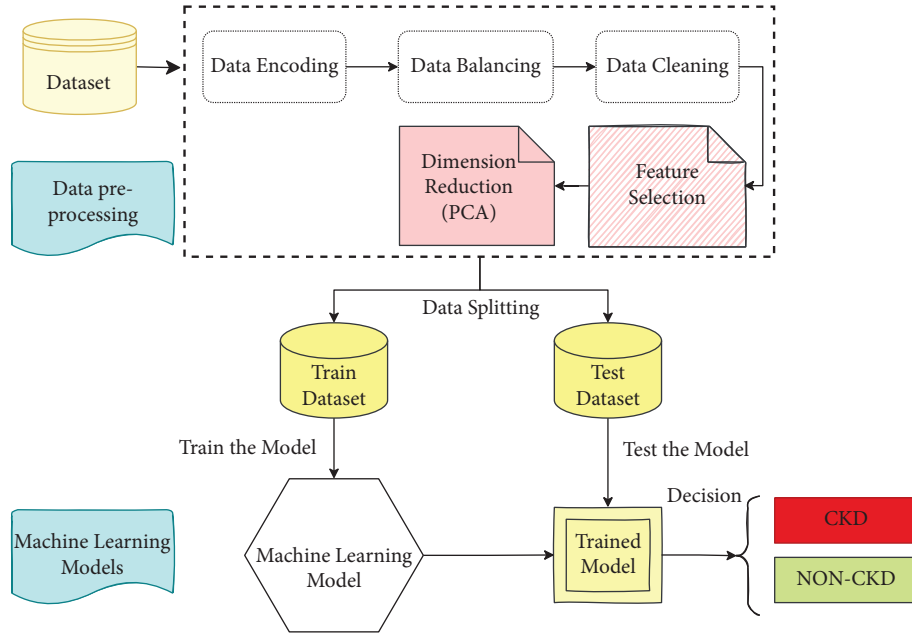 Dataset
Data Encoding
Data Balancing
Data Cleaning
Data pre-
processing
Dimension
Reduction
(PCA)
Feature
Selection
Data Splitting
Train
Dataset
Test
Dataset
Train the Model
Test the Model
Machine Learning
Models
Machine Learning
Model
Trained
Model
Decision
CKD
NON-CKD